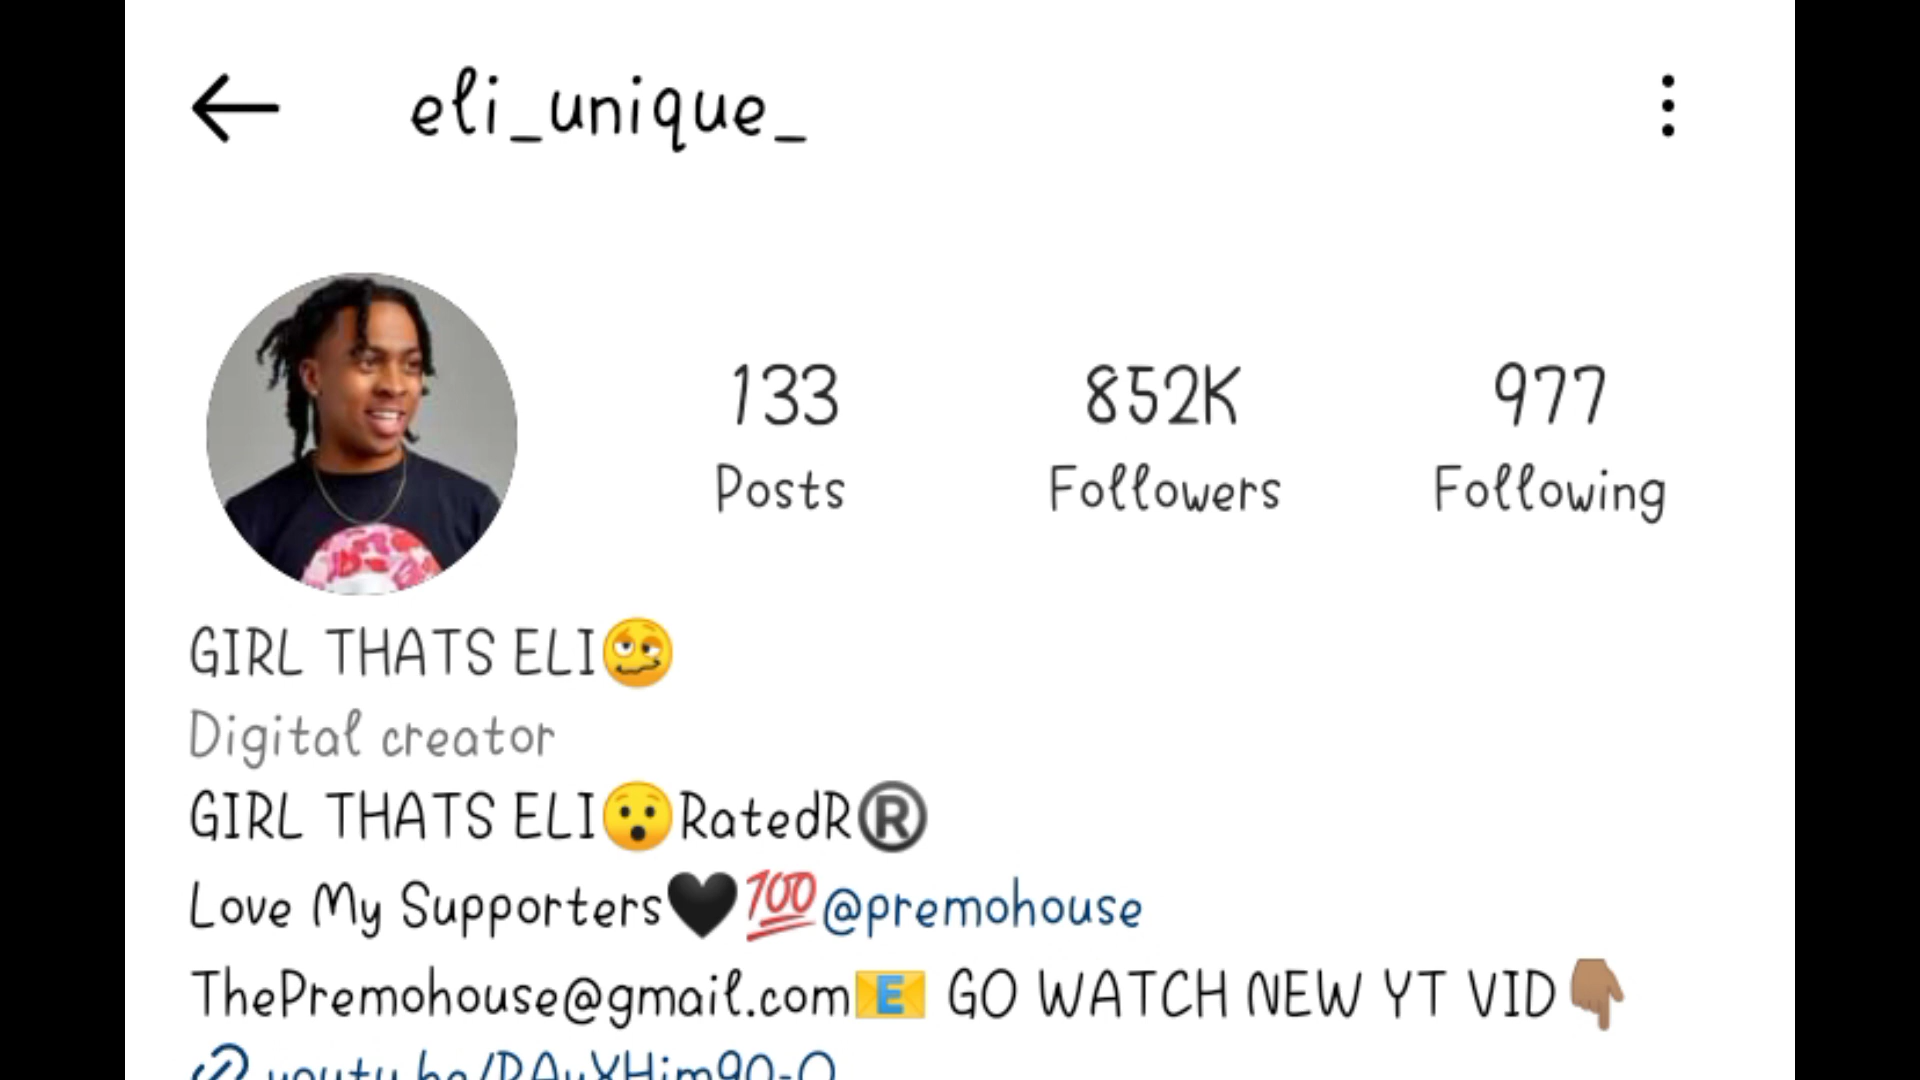 eli_unique_
133 852K 977
Posts Followers Following
GIRL THATS ELI🥴
Digital creator
GIRL THATS ELI😯RatedR®️
Love My Supporters🖤💯@premohouse
ThePremohouse@gmail.com📧 GO WATCH NEW YT VID👇🏽